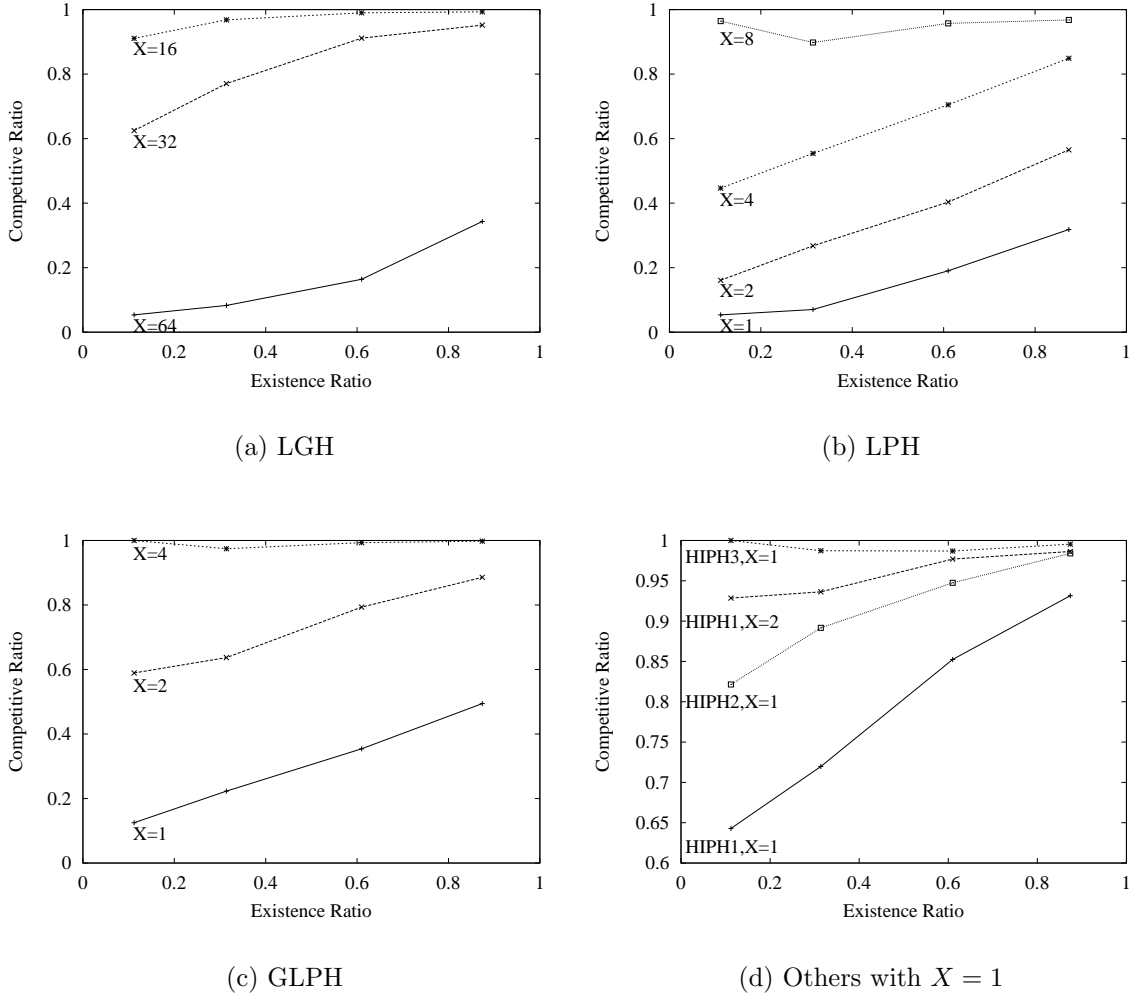 1
0.8
0.6
0.4
0.2
0
0 0.2 0.4 0.6 0.8 1
Competitive Ratio
Existence Ratio
X=16
X=32
X=64
(a) LGH
1
0.8
0.6
0.4
0.2
0
0 0.2 0.4 0.6 0.8 1
Competitive Ratio
Existence Ratio
X=8
X=4
X=2
X=1
(b) LPH
1
0.8
0.6
0.4
0.2
0
0 0.2 0.4 0.6 0.8 1
Competitive Ratio
Existence Ratio
X=4
X=2
X=1
(c) GLPH
1
0.95
0.9
0.85
0.8
0.75
0.7
0.65
0.6
0 0.2 0.4 0.6 0.8 1
Competitive Ratio
Existence Ratio
HIPH3,X=1
HIPH1,X=2
HIPH2,X=1
HIPH1,X=1
(d) Others with X = 1